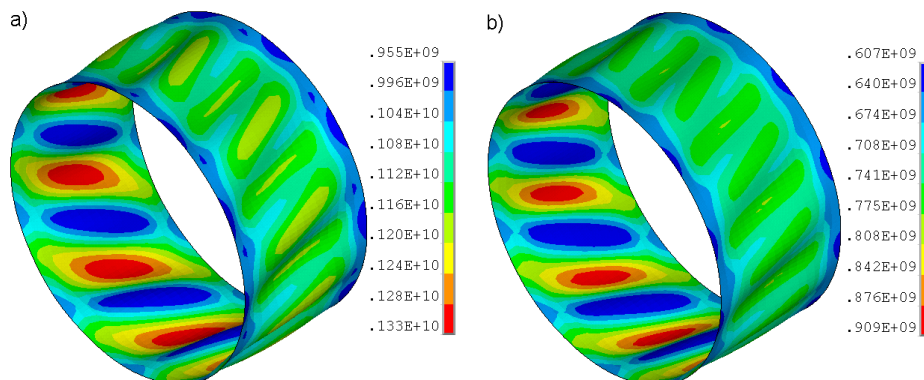 a)
.955E+09
.996E+09
.104E+10
.108E+10
.112E+10
.116E+10
.120E+10
.124E+10
.128E+10
.133E+10
b)
.607E+09
.640E+09
.674E+09
.708E+09
.741E+09
.775E+09
.808E+09
.842E+09
.876E+09
.909E+09